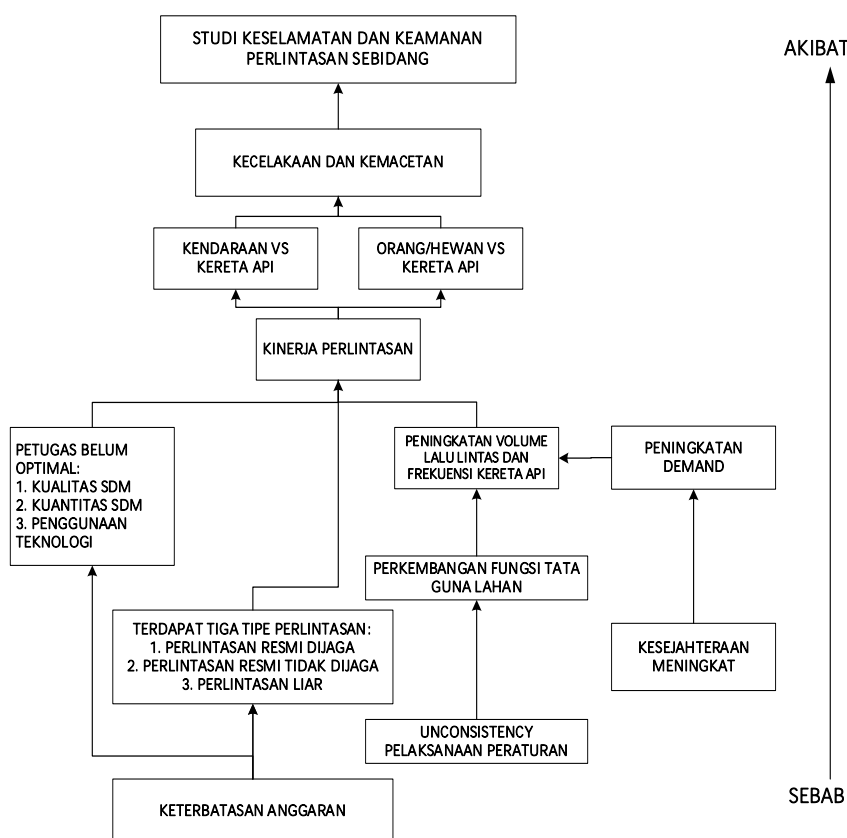 STUDI KESELAMATAN DAN KEAMANAN
PERLINTASAN SEBIDANG
AKIBAT
KECELAKAAN DAN KEMACETAN
KENDARAAN VS
KERETA API
ORANG/HEWAN VS
KERETA API
KINERJA PERLINTASAN
PETUGAS BELUM
OPTIMAL:
1. KUALITAS SDM
2. KUANTITAS SDM
3. PENGGUNAAN
TEKNOLOGI
PENINGKATAN VOLUME
LALU LINTAS DAN
FREKUENSI KERETA API
PENINGKATAN
DEMAND
PERKEMBANGAN FUNGSI TATA
GUNA LAHAN
TERDAPAT TIGA TIPE PERLINTASAN:
1. PERLINTASAN RESMI DIJAGA
2. PERLINTASAN RESMI TIDAK DIJAGA
3. PERLINTASAN LIAR
KESEJAHTERAAN
MENINGKAT
UNCONSISTENCY
PELAKSANAAN PERATURAN
KETERBATASAN ANGGARAN
SEBAB